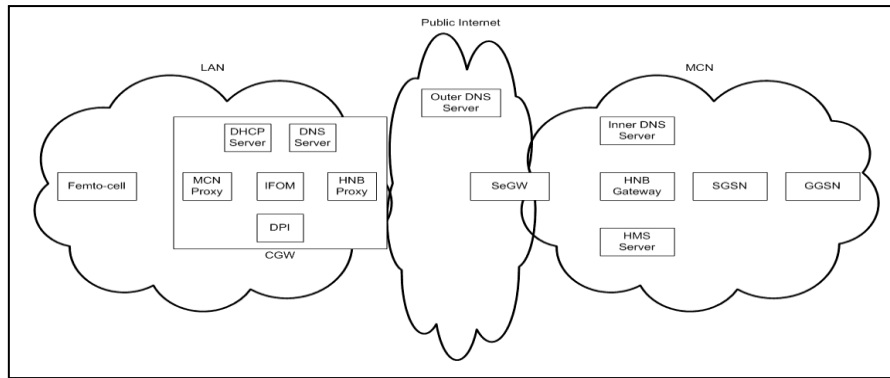 Public Internet
LAN
MCN
Outer DNS
Server
DHCP
Server
DNS
Server
Inner DNS
Server
Femto-cell
MCN
Proxy
IFOM
HNB
Proxy
SeGW
HNB
Gateway
SGSN
GGSN
DPI
HMS
Server
CGW